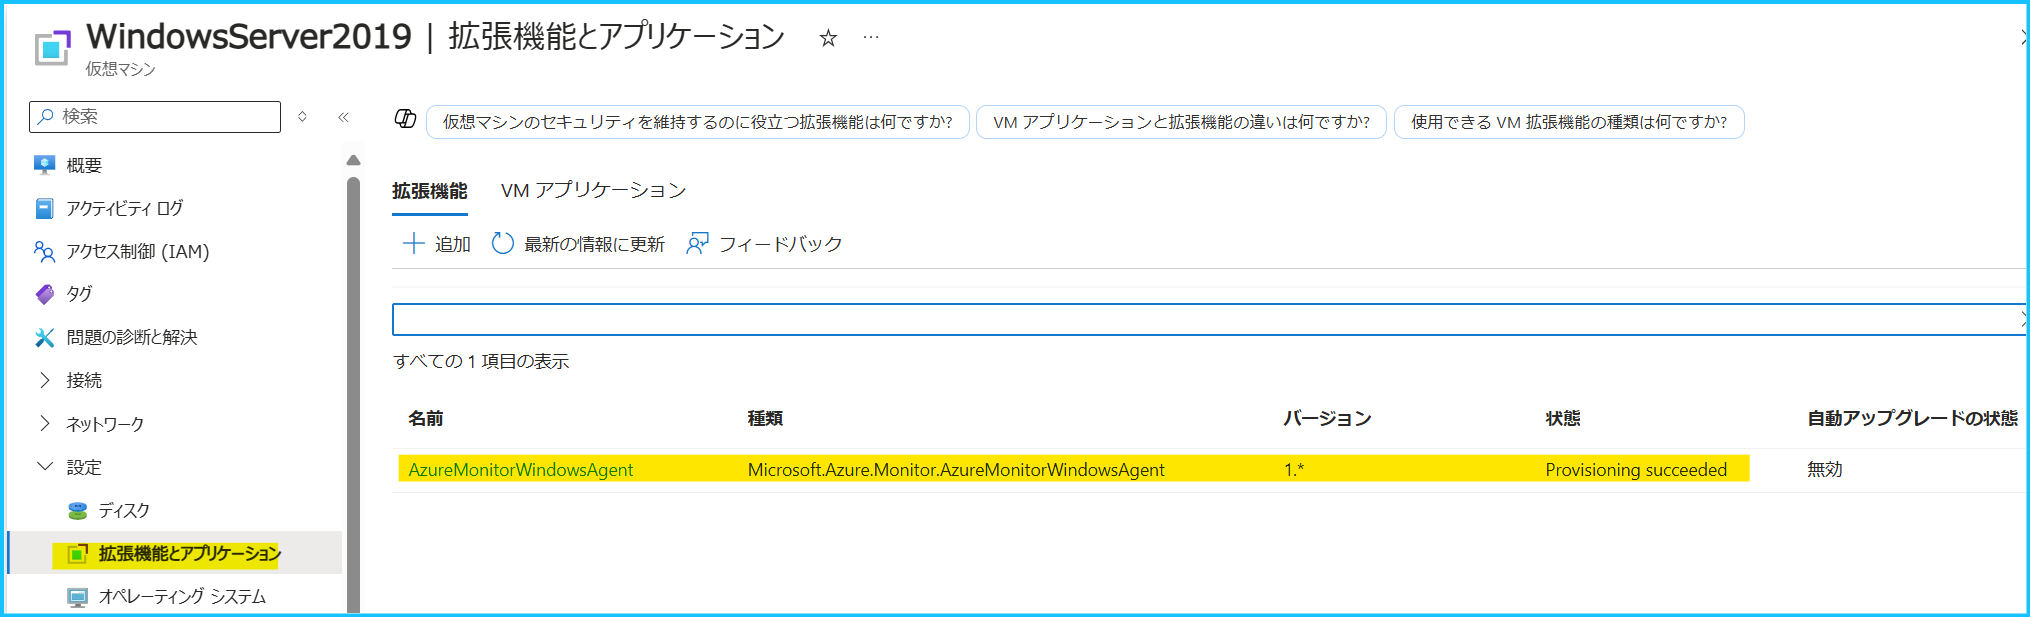 WindowsServer2019 | 拡張機能とアプリケーション ☆ …
仮想マシン
検索
概要
アクティビティ ログ
アクセス制御 (IAM)
タグ
問題の診断と解決
接続
ネットワーク
設定
ディスク
拡張機能とアプリケーション
オペレーティング システム
仮想マシンのセキュリティを維持するのに役立つ拡張機能は何ですか? VM アプリケーションと拡張機能の違いは何ですか? 使用できる VM 拡張機能の種類は何ですか?
拡張機能 VM アプリケーション
追加 最新の情報に更新 フィードバック
すべての 1 項目の表示
名前 種類 バージョン 状態 自動アップグレードの状態
AzureMonitorWindowsAgent Microsoft.Azure.Monitor.AzureMonitorWindowsAgent 1.* Provisioning succeeded 無効